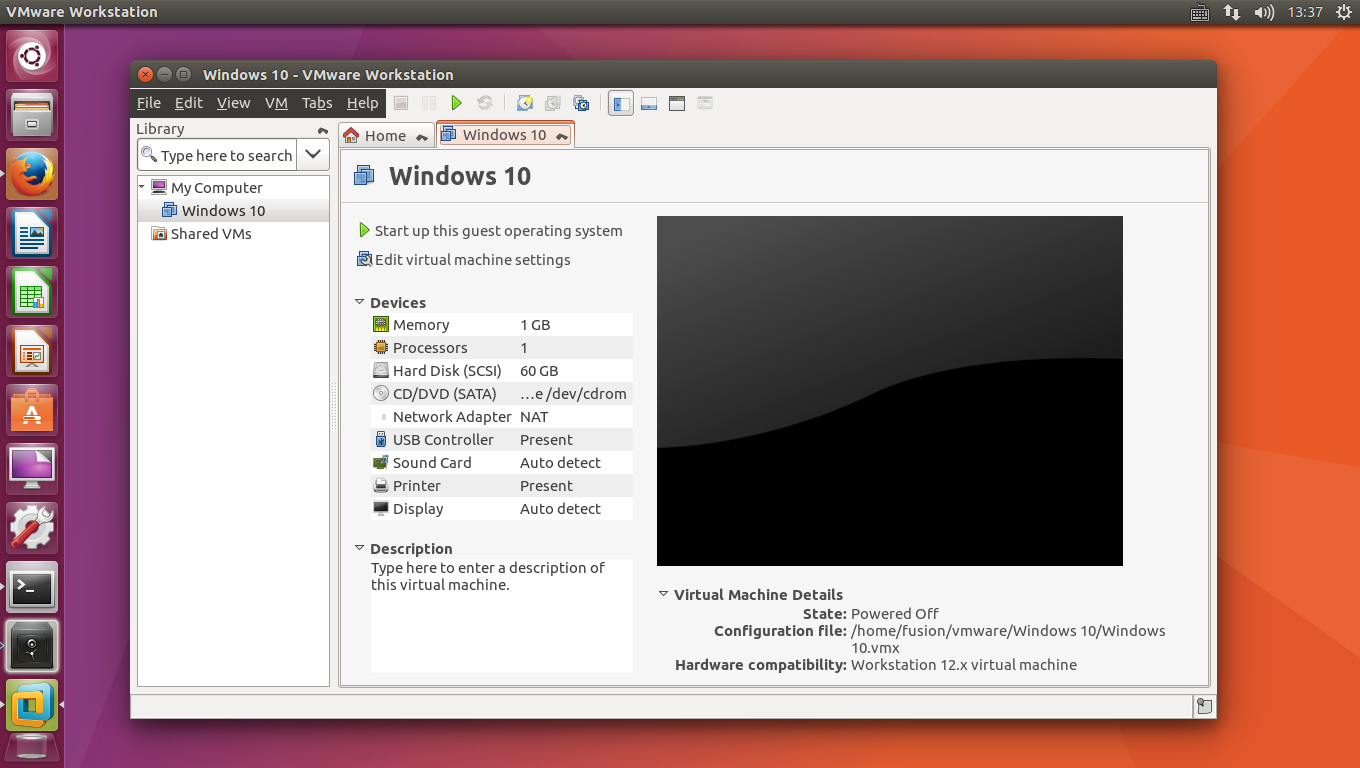 VMware Workstation
13:37
Windows 10 - VMware Workstation
File Edit View VM Tabs Help
Library
Type here to search
My Computer
Windows 10
Shared VMs
Home
Windows 10
Windows 10
Start up this guest operating system
Edit virtual machine settings
Devices
Memory 1 GB
Processors 1
Hard Disk (SCSI) 60 GB
CD/DVD (SATA) …e /dev/cdrom
Network Adapter NAT
USB Controller Present
Sound Card Auto detect
Printer Present
Display Auto detect
Description
Type here to enter a description of
this virtual machine.
Virtual Machine Details
State: Powered Off
Configuration file: /home/fusion/vmware/Windows 10/Windows
10.vmx
Hardware compatibility: Workstation 12.x virtual machine